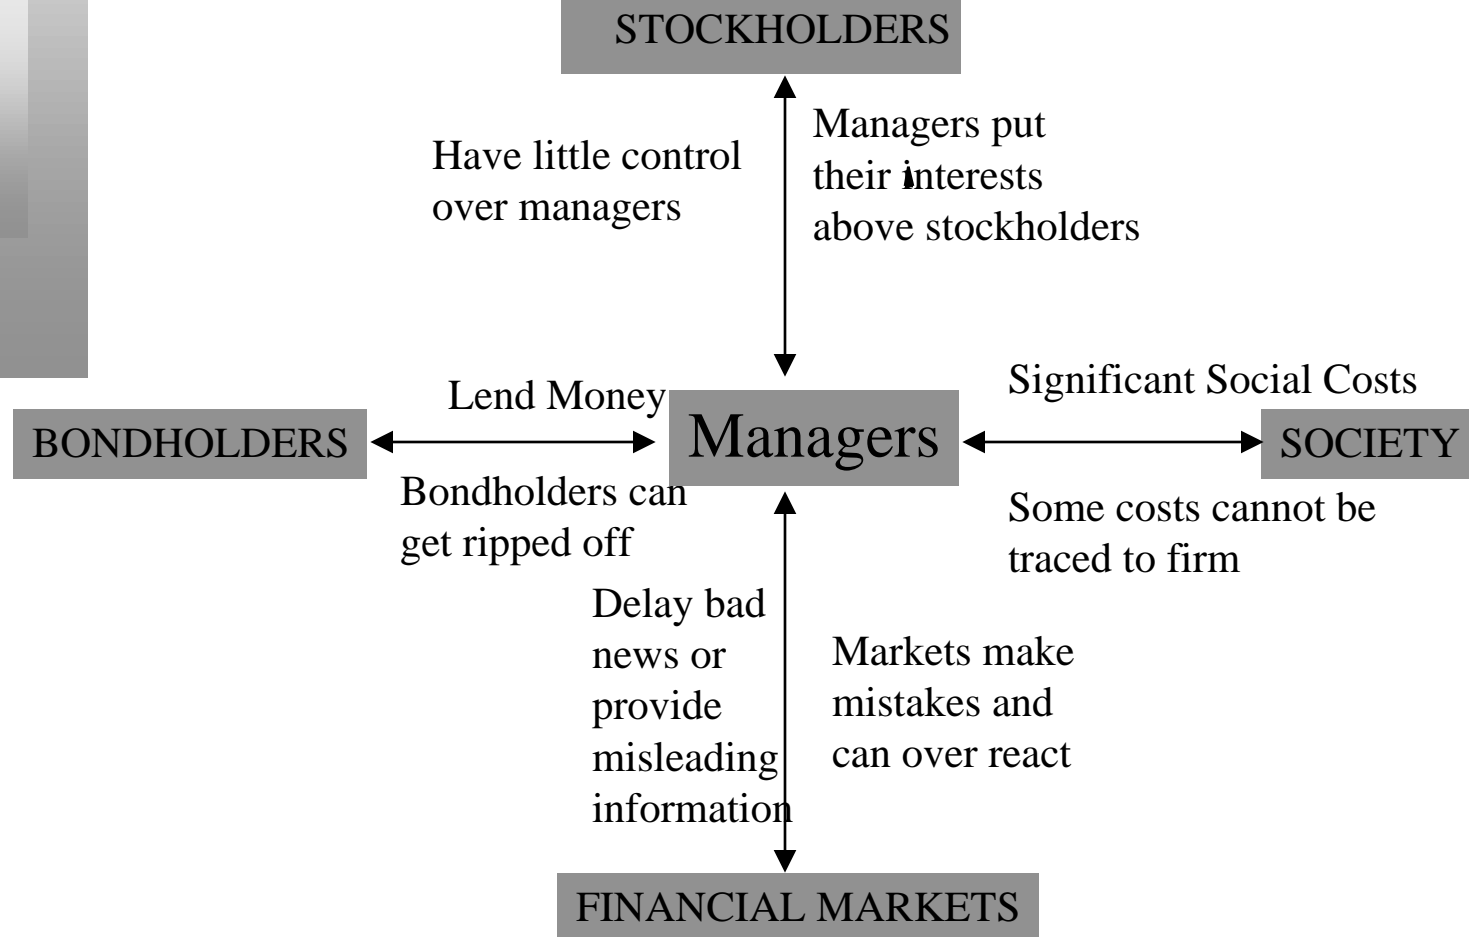 STOCKHOLDERS
Have little control
over managers
Managers put
their interests
above stockholders
Lend Money
Significant Social Costs
BONDHOLDERS
Managers
SOCIETY
Bondholders can
get ripped off
Some costs cannot be
traced to firm
Delay bad
news or
provide
misleading
information
Markets make
mistakes and
can over react
FINANCIAL MARKETS